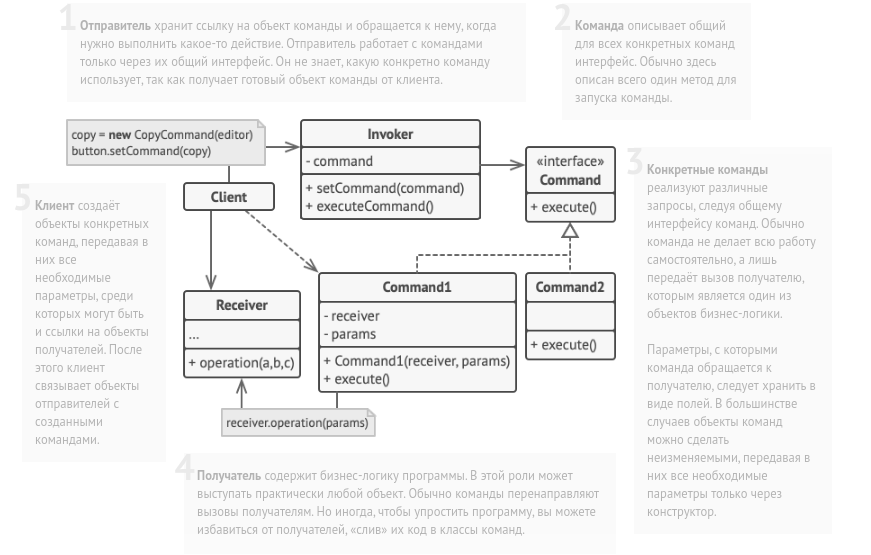 1
Отправитель хранит ссылку на объект команды и обращается к нему, когда
нужно выполнить какое-то действие. Отправитель работает с командами
только через их общий интерфейс. Он не знает, какую конкретно команду
использует, так как получает готовый объект команды от клиента.
2
Команда описывает общий
для всех конкретных команд
интерфейс. Обычно здесь
описан всего один метод для
запуска команды.
copy = new CopyCommand(editor)
button.setCommand(copy)
Invoker
- command
+ setCommand(command)
+ executeCommand()
«interface»
Command
+ execute()
3
Конкретные команды
реализуют различные
запросы, следуя общему
интерфейсу команд. Обычно
команда не делает всю работу
самостоятельно, а лишь
передаёт вызов получателю,
которым является один из
объектов бизнес-логики.
Параметры, с которыми
команда обращается к
получателю, следует хранить в
виде полей. В большинстве
случаев объекты команд
можно сделать
неизменяемыми, передавая в
них все необходимые
параметры только через
конструктор.
5
Клиент создаёт
объекты конкретных
команд, передавая в
них все
необходимые
параметры, среди
которых могут быть
и ссылки на объекты
получателей. После
этого клиент
связывает объекты
отправителей с
созданными
командами.
Client
Receiver
...
+ operation(a,b,c)
Command1
- receiver
- params
+ Command1(receiver, params)
+ execute()
Command2
+ execute()
receiver.operation(params)
4
Получатель содержит бизнес-логику программы. В этой роли может
выступать практически любой объект. Обычно команды перенаправляют
вызовы получателям. Но иногда, чтобы упростить программу, вы можете
избавиться от получателей, «слив» их код в классы команд.